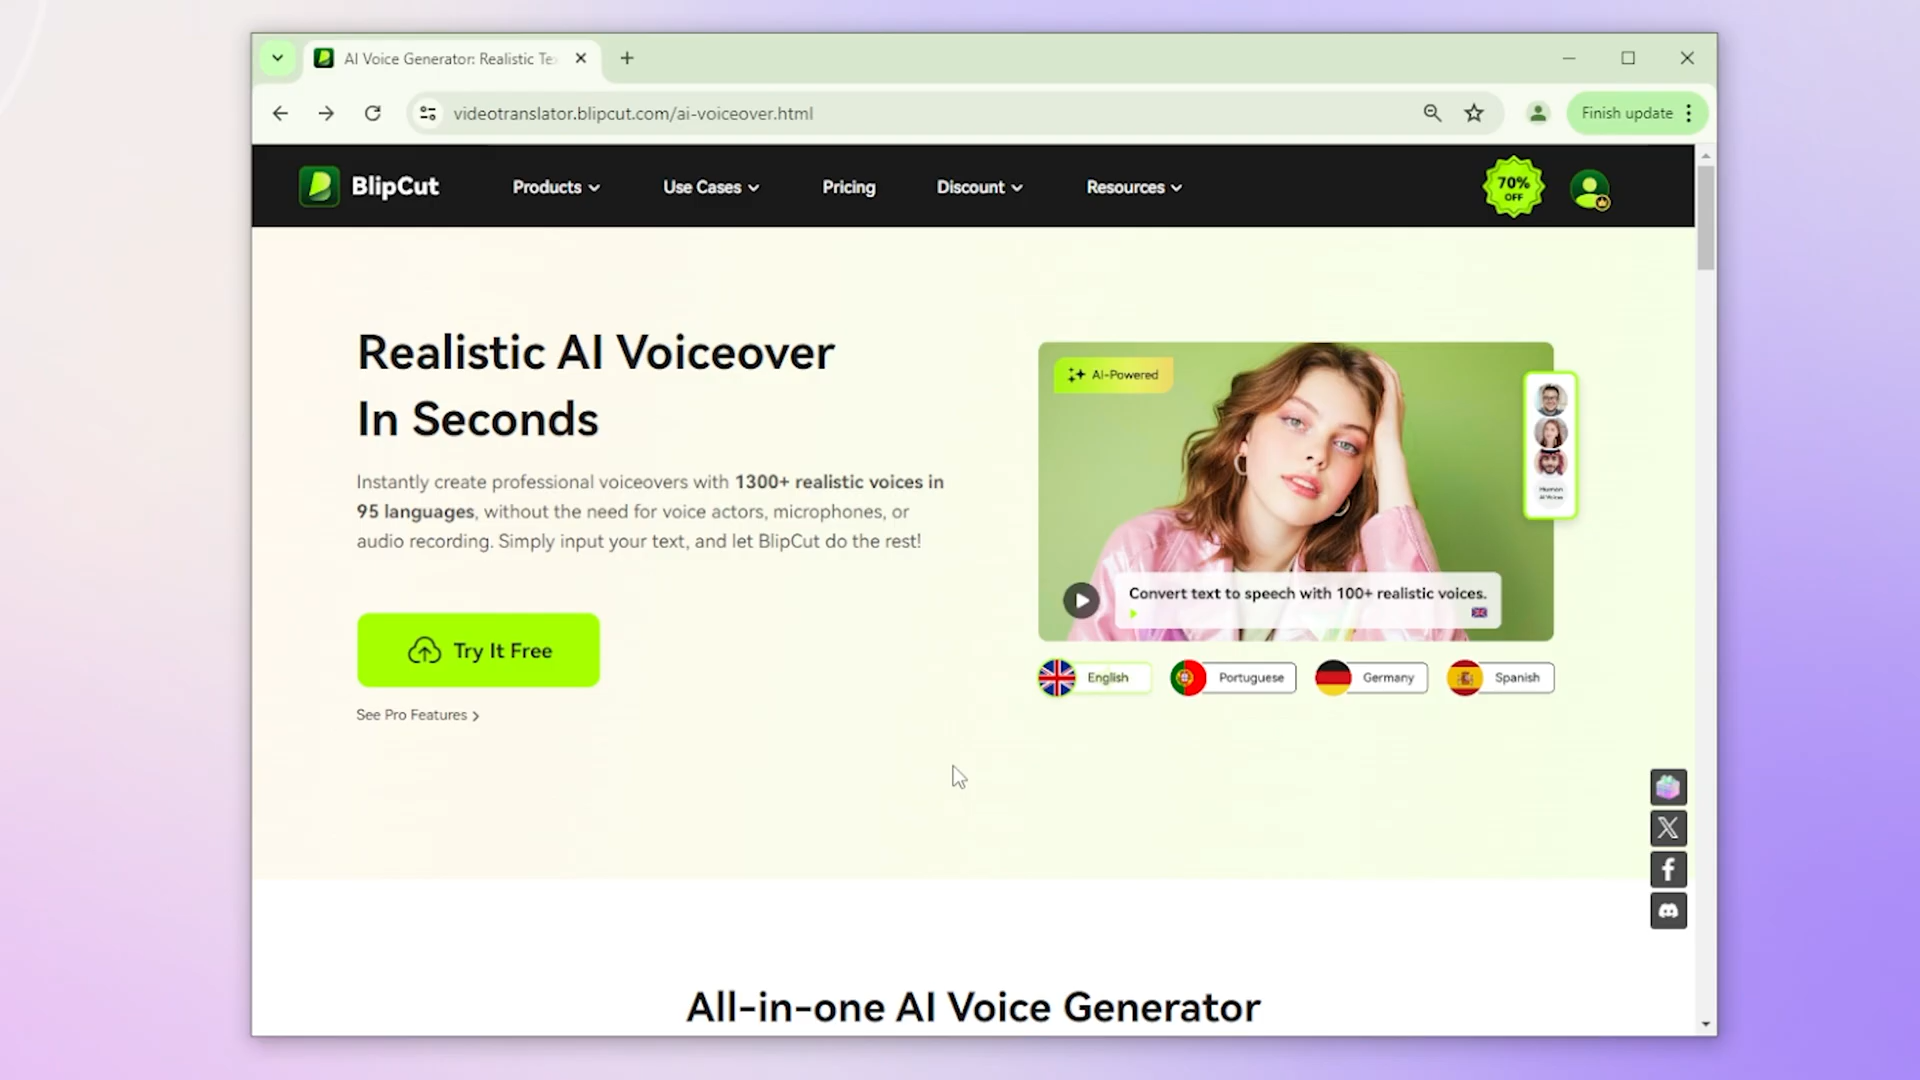 AI Voice Generator: Realistic Te
videotranslator.blipcut.com/ai-voiceover.html
Finish update
BlipCut
Products
Use Cases
Pricing
Discount
Resources
70%
OFF
Realistic AI Voiceover
In Seconds
Instantly create professional voiceovers with 1300+ realistic voices in
95 languages, without the need for voice actors, microphones, or
audio recording. Simply input your text, and let BlipCut do the rest!
Try It Free
See Pro Features
AI-Powered
Human
AI Voices
Convert text to speech with 100+ realistic voices.
English
Portuguese
Germany
Spanish
All-in-one AI Voice Generator